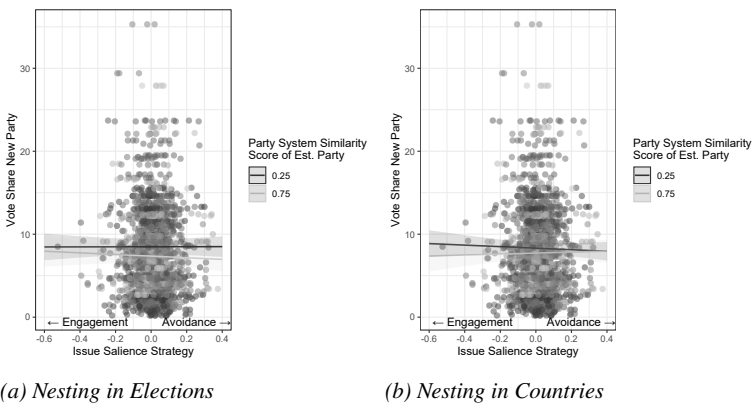 Vote Share New Party
30
20
10
0
-0.6 -0.4 -0.2 0.0 0.2 0.4
← Engagement Avoidance →
Issue Salience Strategy
Party System Similarity
Score of Est. Party
0.25
0.75
(a) Nesting in Elections
Vote Share New Party
30
20
10
0
-0.6 -0.4 -0.2 0.0 0.2 0.4
← Engagement Avoidance →
Issue Salience Strategy
Party System Similarity
Score of Est. Party
0.25
0.75
(b) Nesting in Countries